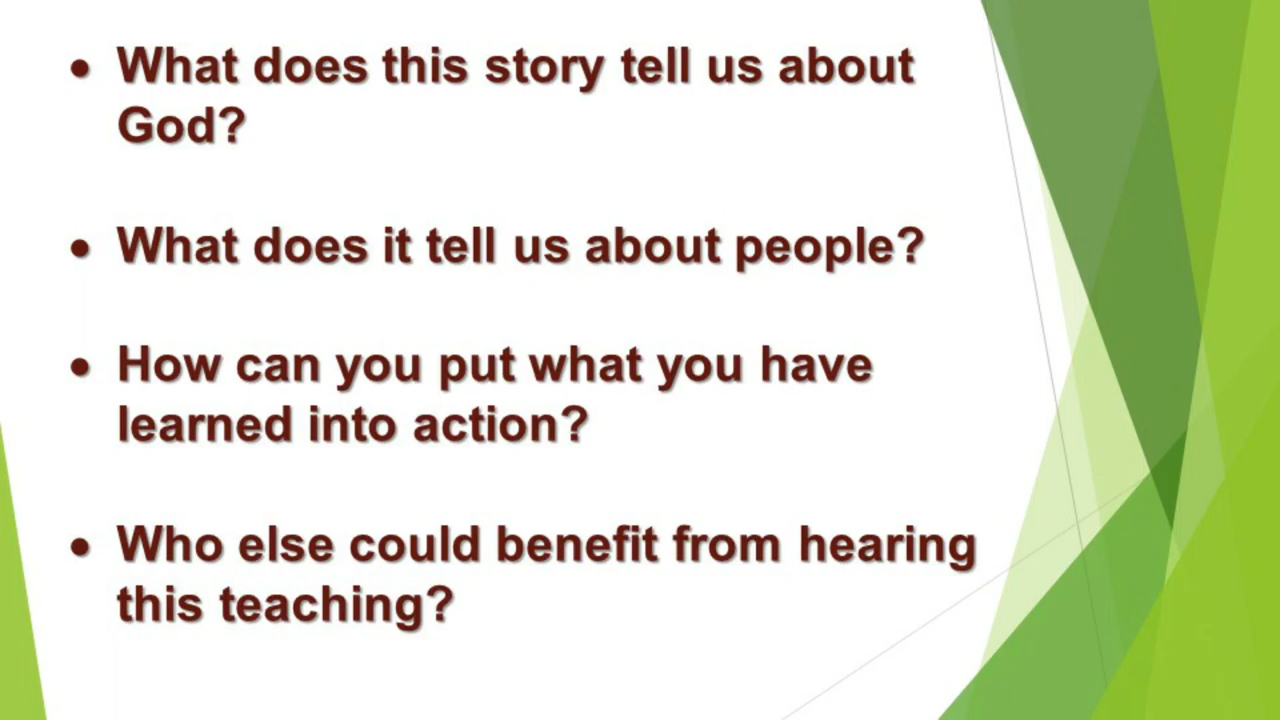 • What does this story tell us about
God?
• What does it tell us about people?
• How can you put what you have
learned into action?
• Who else could benefit from hearing
this teaching?